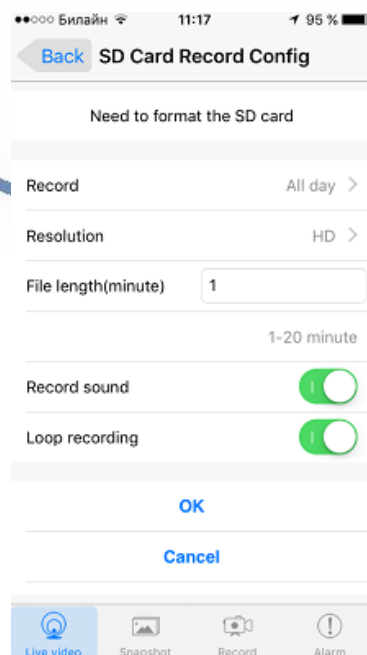 Билайн 11:17 95 %
Back SD Card Record Config
Need to format the SD card
Record All day
Resolution HD
File length(minute) 1
1-20 minute
Record sound
Loop recording
OK
Cancel
Live video Snapshot Record Alarm